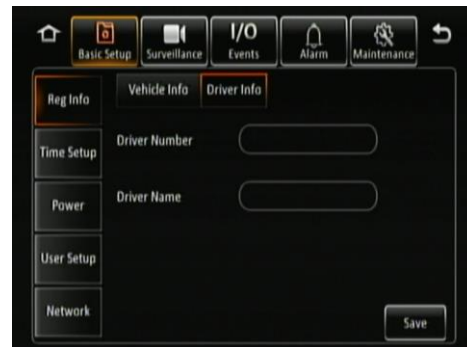 Basic Setup
Surveillance
I/O
Events
Alarm
Maintenance
Reg Info
Vehicle Info
Driver Info
Time Setup
Driver Number
Power
Driver Name
User Setup
Network
Save